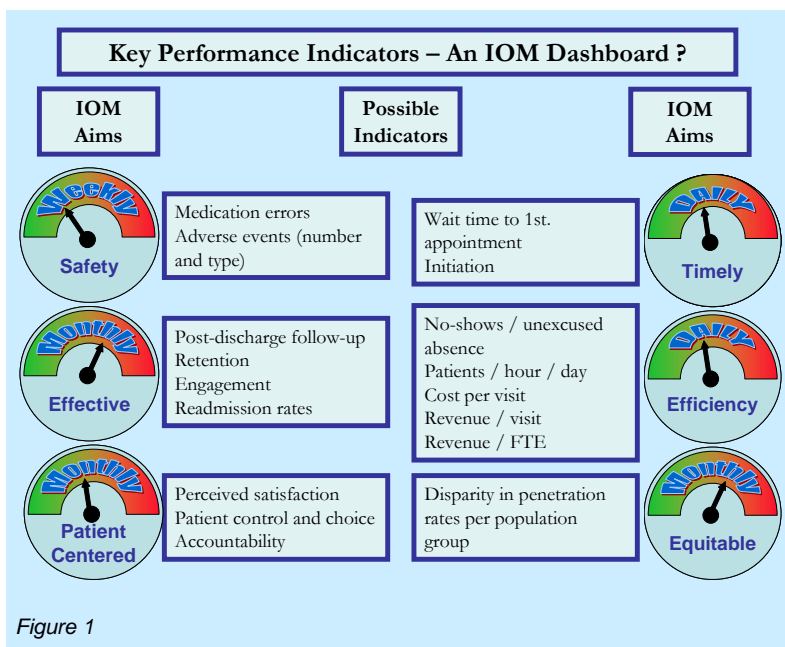 Key Performance Indicators – An IOM Dashboard ?
IOM
Aims
Possible
Indicators
IOM
Aims
Weekly
Safety
Medication errors
Adverse events (number
and type)
Wait time to 1st.
appointment
Initiation
DAILY
Timely
Monthly
Effective
Post-discharge follow-up
Retention
Engagement
Readmission rates
No-shows / unexcused
absence
Patients / hour / day
Cost per visit
Revenue / visit
Revenue / FTE
DAILY
Efficiency
Monthly
Patient
Centered
Perceived satisfaction
Patient control and choice
Accountability
Disparity in penetration
rates per population
group
Monthly
Equitable
Figure 1